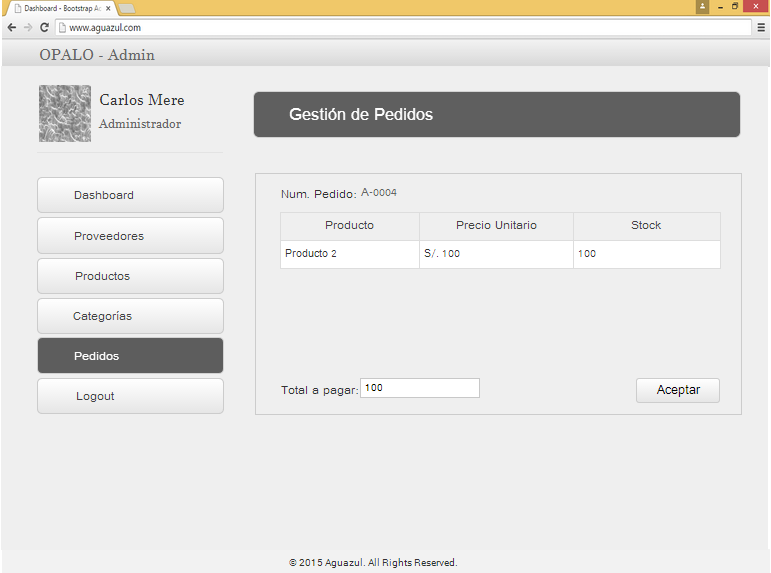 Dashboard - Bootstrap Ac
www.aguazul.com
OPALO - Admin
Carlos Mere
Administrador
Gestión de Pedidos
Dashboard
Proveedores
Productos
Categorías
Pedidos
Logout
Num. Pedido: A-0004
Producto Precio Unitario Stock
Producto 2 S/. 100 100
Total a pagar: 100
Aceptar
© 2015 Aguazul. All Rights Reserved.